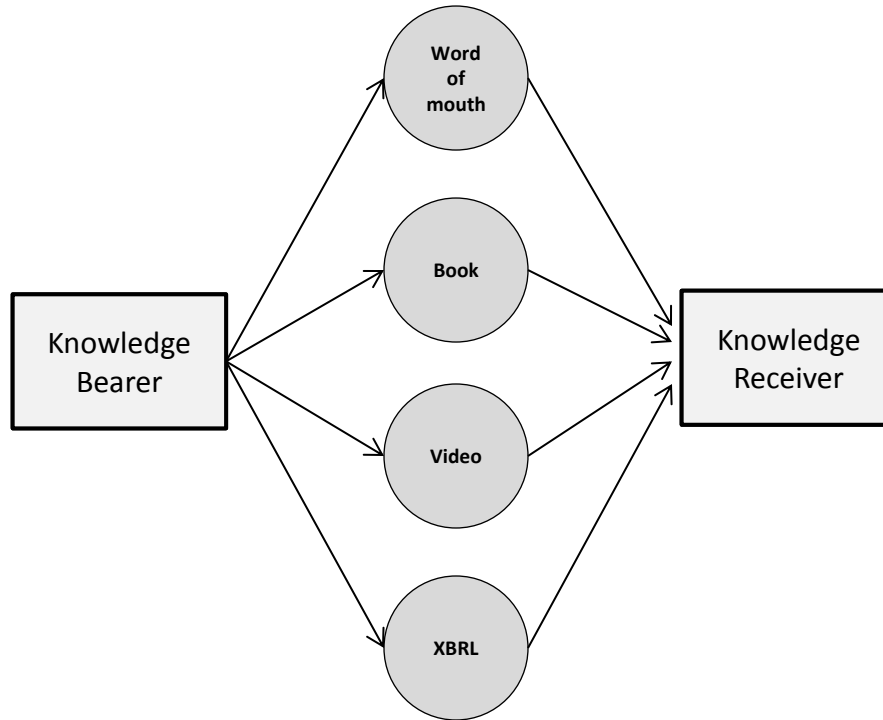 Word
of
mouth
Book
Knowledge
Bearer
Knowledge
Receiver
Video
XBRL